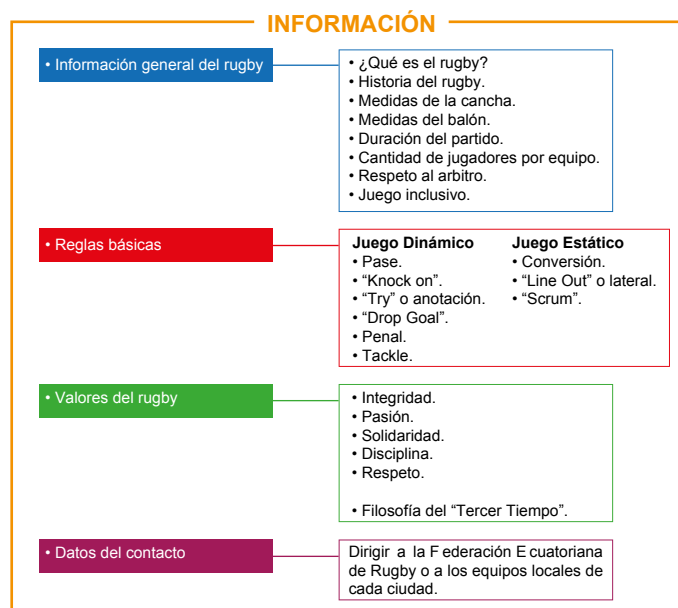 INFORMACIÓN
• Información general del rugby
• ¿Qué es el rugby?
• Historia del rugby.
• Medidas de la cancha.
• Medidas del balón.
• Duración del partido.
• Cantidad de jugadores por equipo.
• Respeto al arbitro.
• Juego inclusivo.
• Reglas básicas
Juego Dinámico
• Pase.
• “Knock on”.
• “Try” o anotación.
• “Drop Goal”.
• Penal.
• Tackle.
Juego Estático
• Conversión.
• “Line Out” o lateral.
• “Scrum”.
• Valores del rugby
• Integridad.
• Pasión.
• Solidaridad.
• Disciplina.
• Respeto.
• Filosofía del “Tercer Tiempo”.
• Datos del contacto
Dirigir a la F ederación E cuatoriana
de Rugby o a los equipos locales de
cada ciudad.